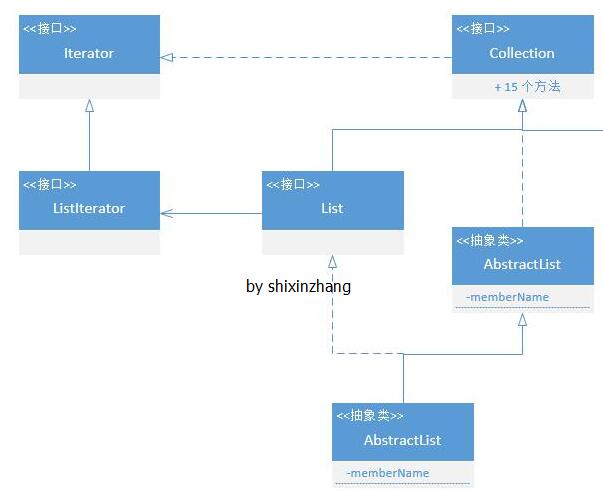 <<接口>>
Iterator
<<接口>>
Collection
+ 15 个方法
<<接口>>
ListIterator
<<接口>>
List
<<抽象类>>
AbstractList
-memberName
by shixinzhang
<<抽象类>>
AbstractList
-memberName